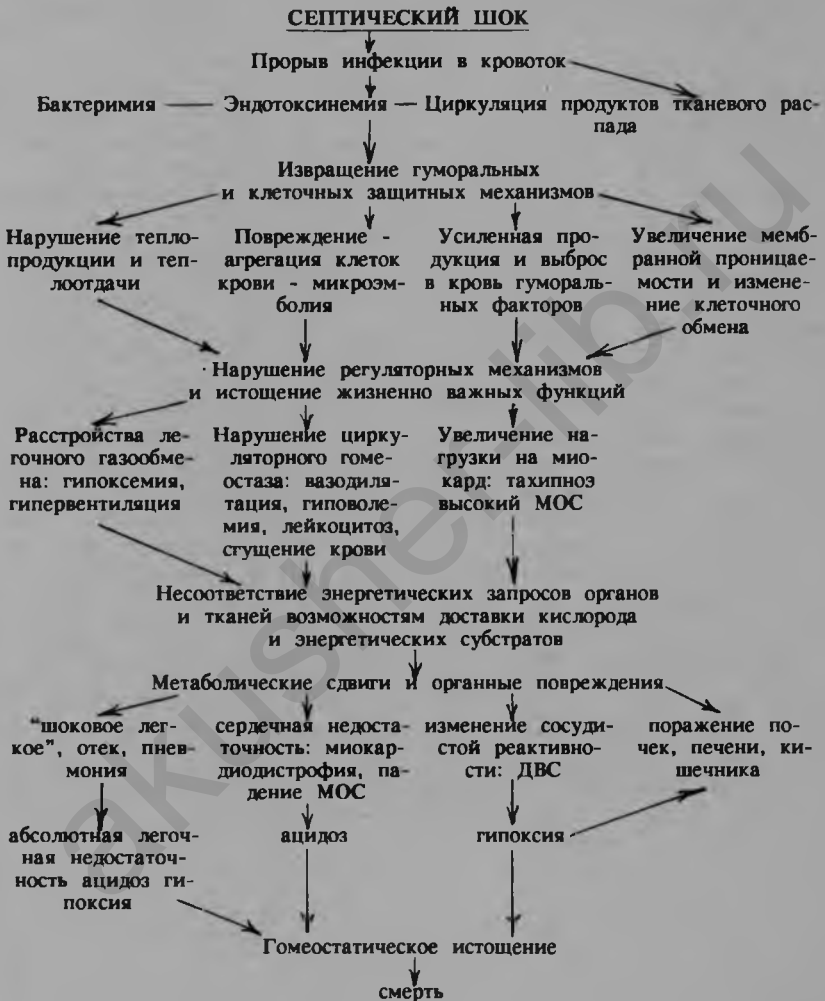 СЕПТИЧЕСКИЙ ШОК
Прорыв инфекции в кровоток
Бактеримия — Эндотоксинемия — Циркуляция продуктов тканевого рас-
пада
Извращение гуморальных
и клеточных защитных механизмов
Нарушение тепло-
продукции и теп-
лоотдачи
Повреждение -
агрегация клеток
крови - микроэм-
болия
Усиленная про-
дукция и выброс
в кровь гумораль-
ных факторов
Увеличение мемб-
ранной проницае-
мости и измене-
ние клеточного
обмена
Нарушение регуляторных механизмов
и истощение жизненно важных функций
Расстройства ле-
гочного газообме-
на: гипоксемия,
гипервентиляция
Нарушение цирку-
ляторного гоме-
остаза: вазодиля-
тация, гиповоле-
мия, лейкоцитоз,
сгущение крови
Увеличение на-
грузки на мио-
кард: тахипноэ
высокий МОС
Несоответствие энергетических запросов органов
и тканей возможностям доставки кислорода
и энергетических субстратов
Метаболические сдвиги и органные повреждения
"шоковое лег-
кое", отек, пнев-
мония
сердечная недоста-
точность: миокар-
диодистрофия, па-
дение МОС
изменение сосуди-
стой реактивно-
сти: ДВС
поражение по-
чек, печени, ки-
шечника
абсолютная легоч-
ная недостаточ-
ность ацидоз ги-
поксия
ацидоз
гипоксия
Гомеостатическое истощение
смерть
akusher-lib.ru